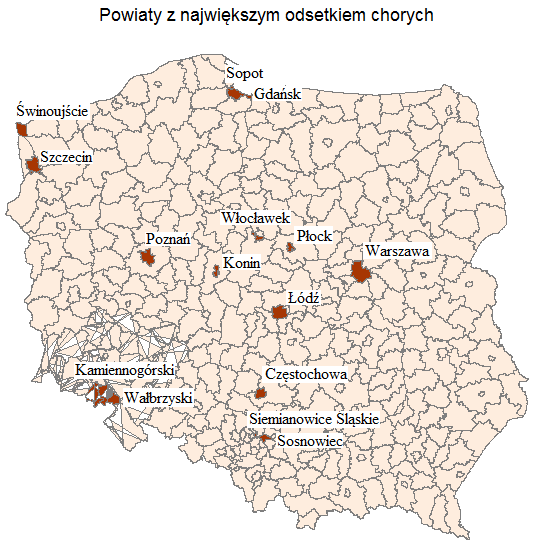 Powiaty z największym odsetkiem chorych
Sopot
Gdańsk
Świnoujście
Szczecin
Włocławek
Poznań
Płock
Warszawa
Konin
Łódź
Kamiennogórski
Częstochowa
Wałbrzyski
Siemianowice Śląskie
Sosnowiec